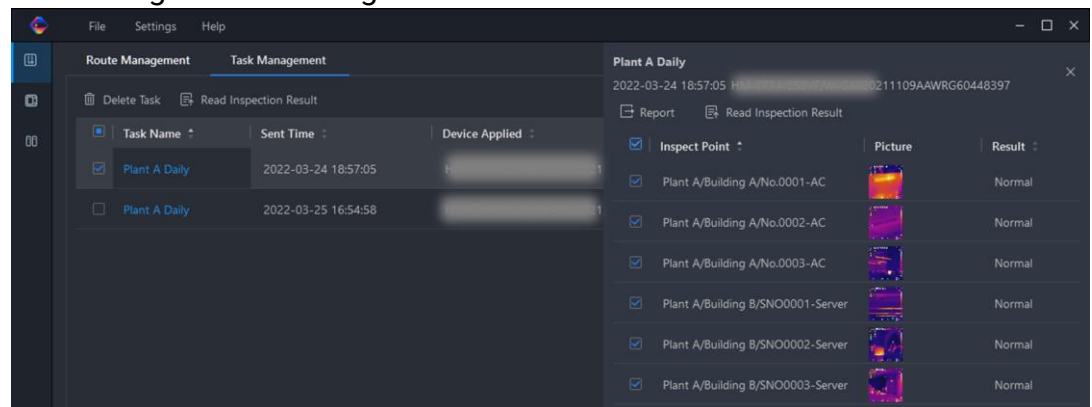 File Settings Help
Route Management Task Management
Delete Task Read Inspection Result
Task Name Sent Time Device Applied
Plant A Daily 2022-03-24 18:57:05
Plant A Daily 2022-03-25 16:54:58
Plant A Daily
2022-03-24 18:57:05 0211109AAWRG60448397
Report Read Inspection Result
Inspect Point Picture Result
Plant A/Building A/No.0001-AC Normal
Plant A/Building A/No.0002-AC Normal
Plant A/Building A/No.0003-AC Normal
Plant A/Building B/SNO0001-Server Normal
Plant A/Building B/SNO0002-Server Normal
Plant A/Building B/SNO0003-Server Normal